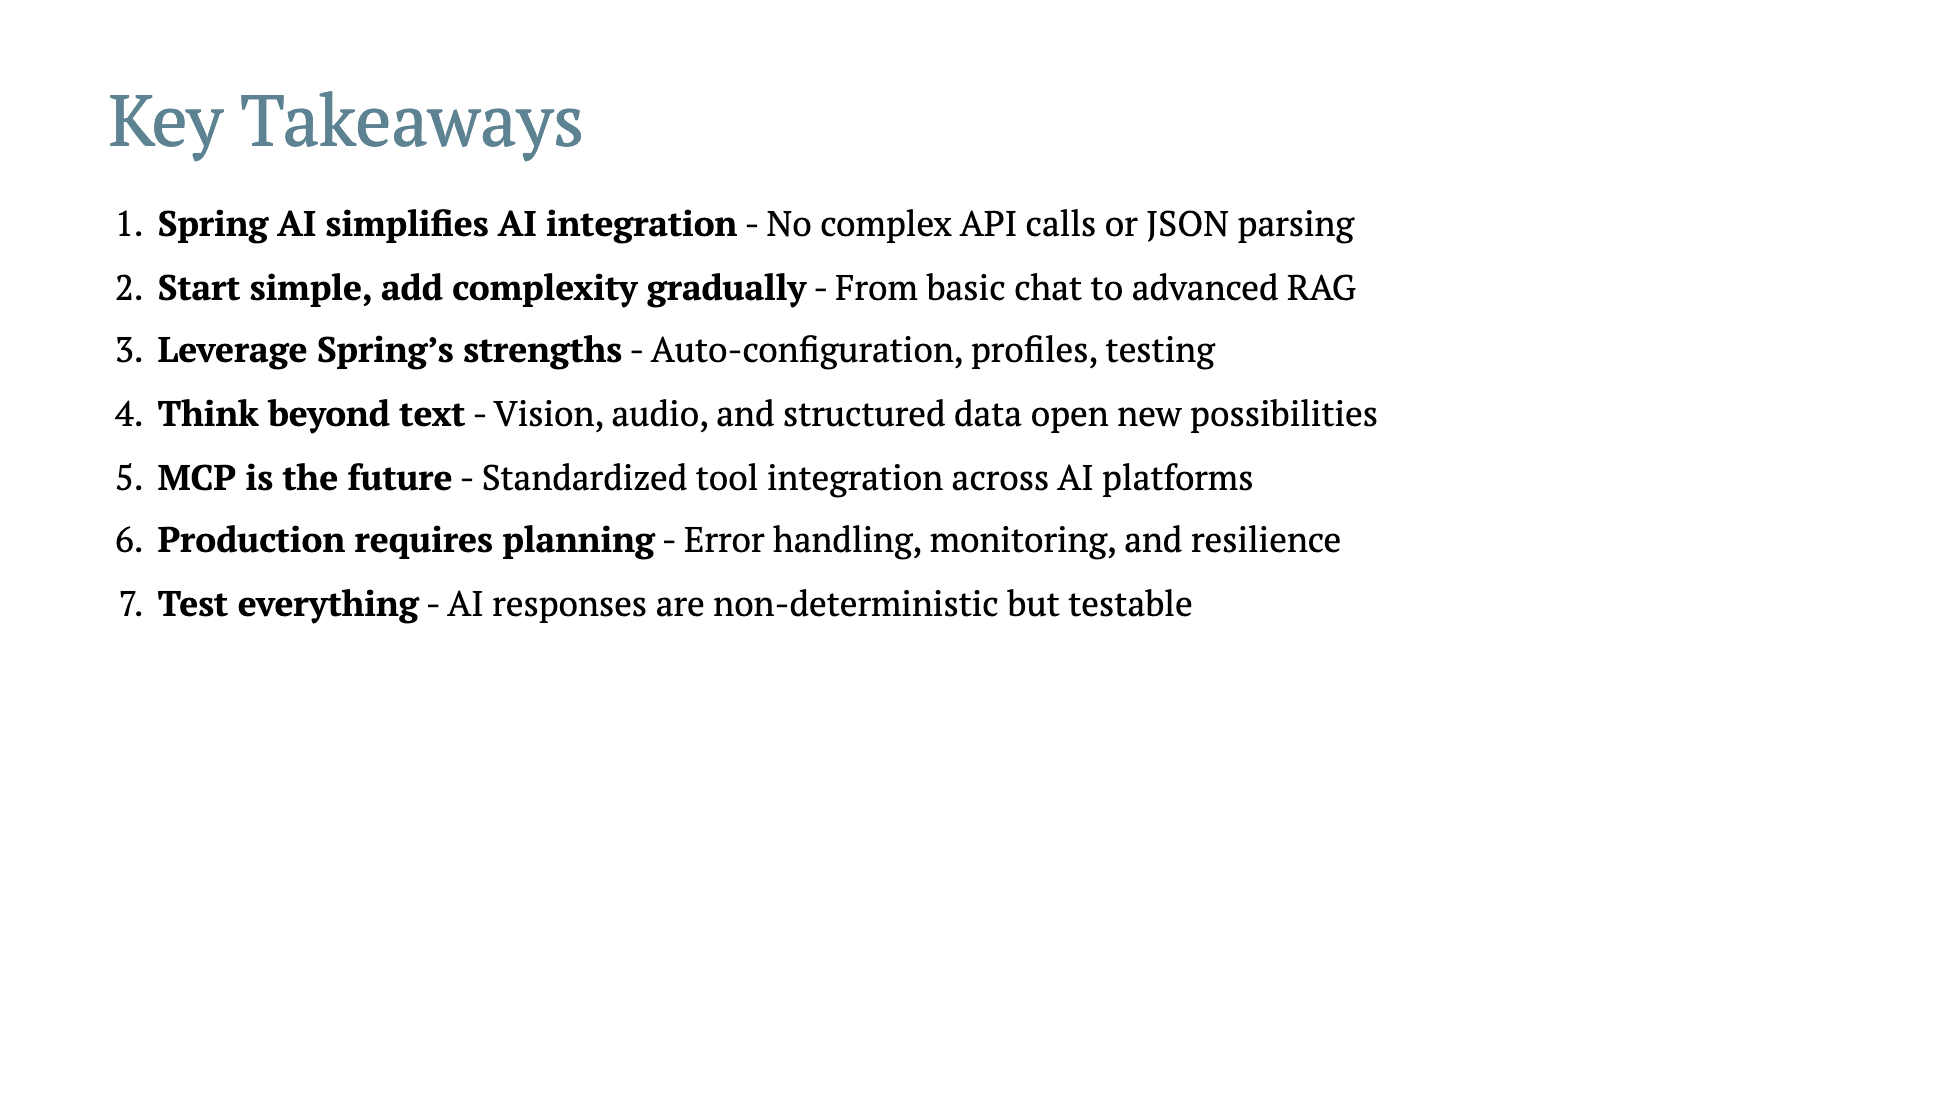 Key Takeaways
1. Spring AI simplifies AI integration - No complex API calls or JSON parsing
2. Start simple, add complexity gradually - From basic chat to advanced RAG
3. Leverage Spring’s strengths - Auto-configuration, profiles, testing
4. Think beyond text - Vision, audio, and structured data open new possibilities
5. MCP is the future - Standardized tool integration across AI platforms
6. Production requires planning - Error handling, monitoring, and resilience
7. Test everything - AI responses are non-deterministic but testable